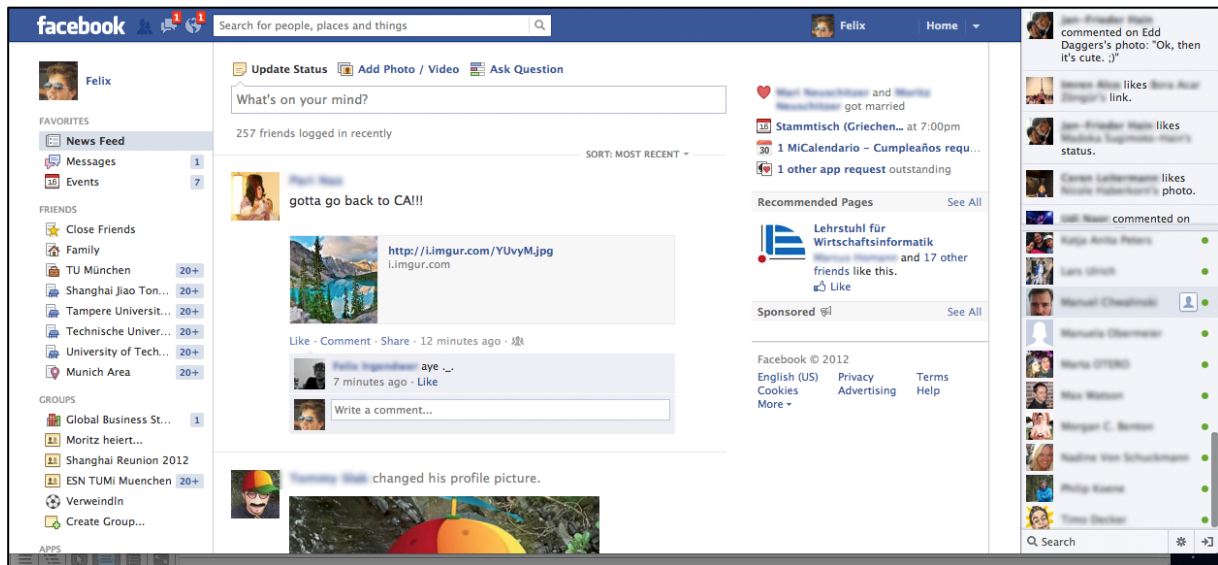 facebook
1
1
Search for people, places and things
Felix
Home
Felix
FAVORITES
News Feed
Messages 1
Events 7
FRIENDS
Close Friends
Family
TU München 20+
Shanghai Jiao Ton... 20+
Tampere Universit... 20+
Technische Univer... 20+
University of Tech... 20+
Munich Area 20+
GROUPS
Global Business St... 1
Moritz heiert...
Shanghai Reunion 2012
ESN TUMi Muenchen 20+
VerweindIn
Create Group...
APPS
Update Status Add Photo / Video Ask Question
What's on your mind?
257 friends logged in recently
SORT: MOST RECENT
gotta go back to CA!!!
http://i.imgur.com/YUvyM.jpg
i.imgur.com
Like · Comment · Share · 12 minutes ago ·
aye ._.
7 minutes ago · Like
Write a comment...
changed his profile picture.
and
got married
16 Stammtisch (Griechen... at 7:00pm
30 1 MiCalendario – Cumpleaños requ...
1 other app request outstanding
Recommended Pages See All
Lehrstuhl für
Wirtschaftsinformatik
and 17 other
friends like this.
Like
Sponsored See All
Facebook © 2012
English (US) Privacy Terms
Cookies Advertising Help
More
commented on Edd
Daggers's photo: "Ok, then
it's cute. ;)"
likes
link.
likes
status.
likes
photo.
commented on
Search